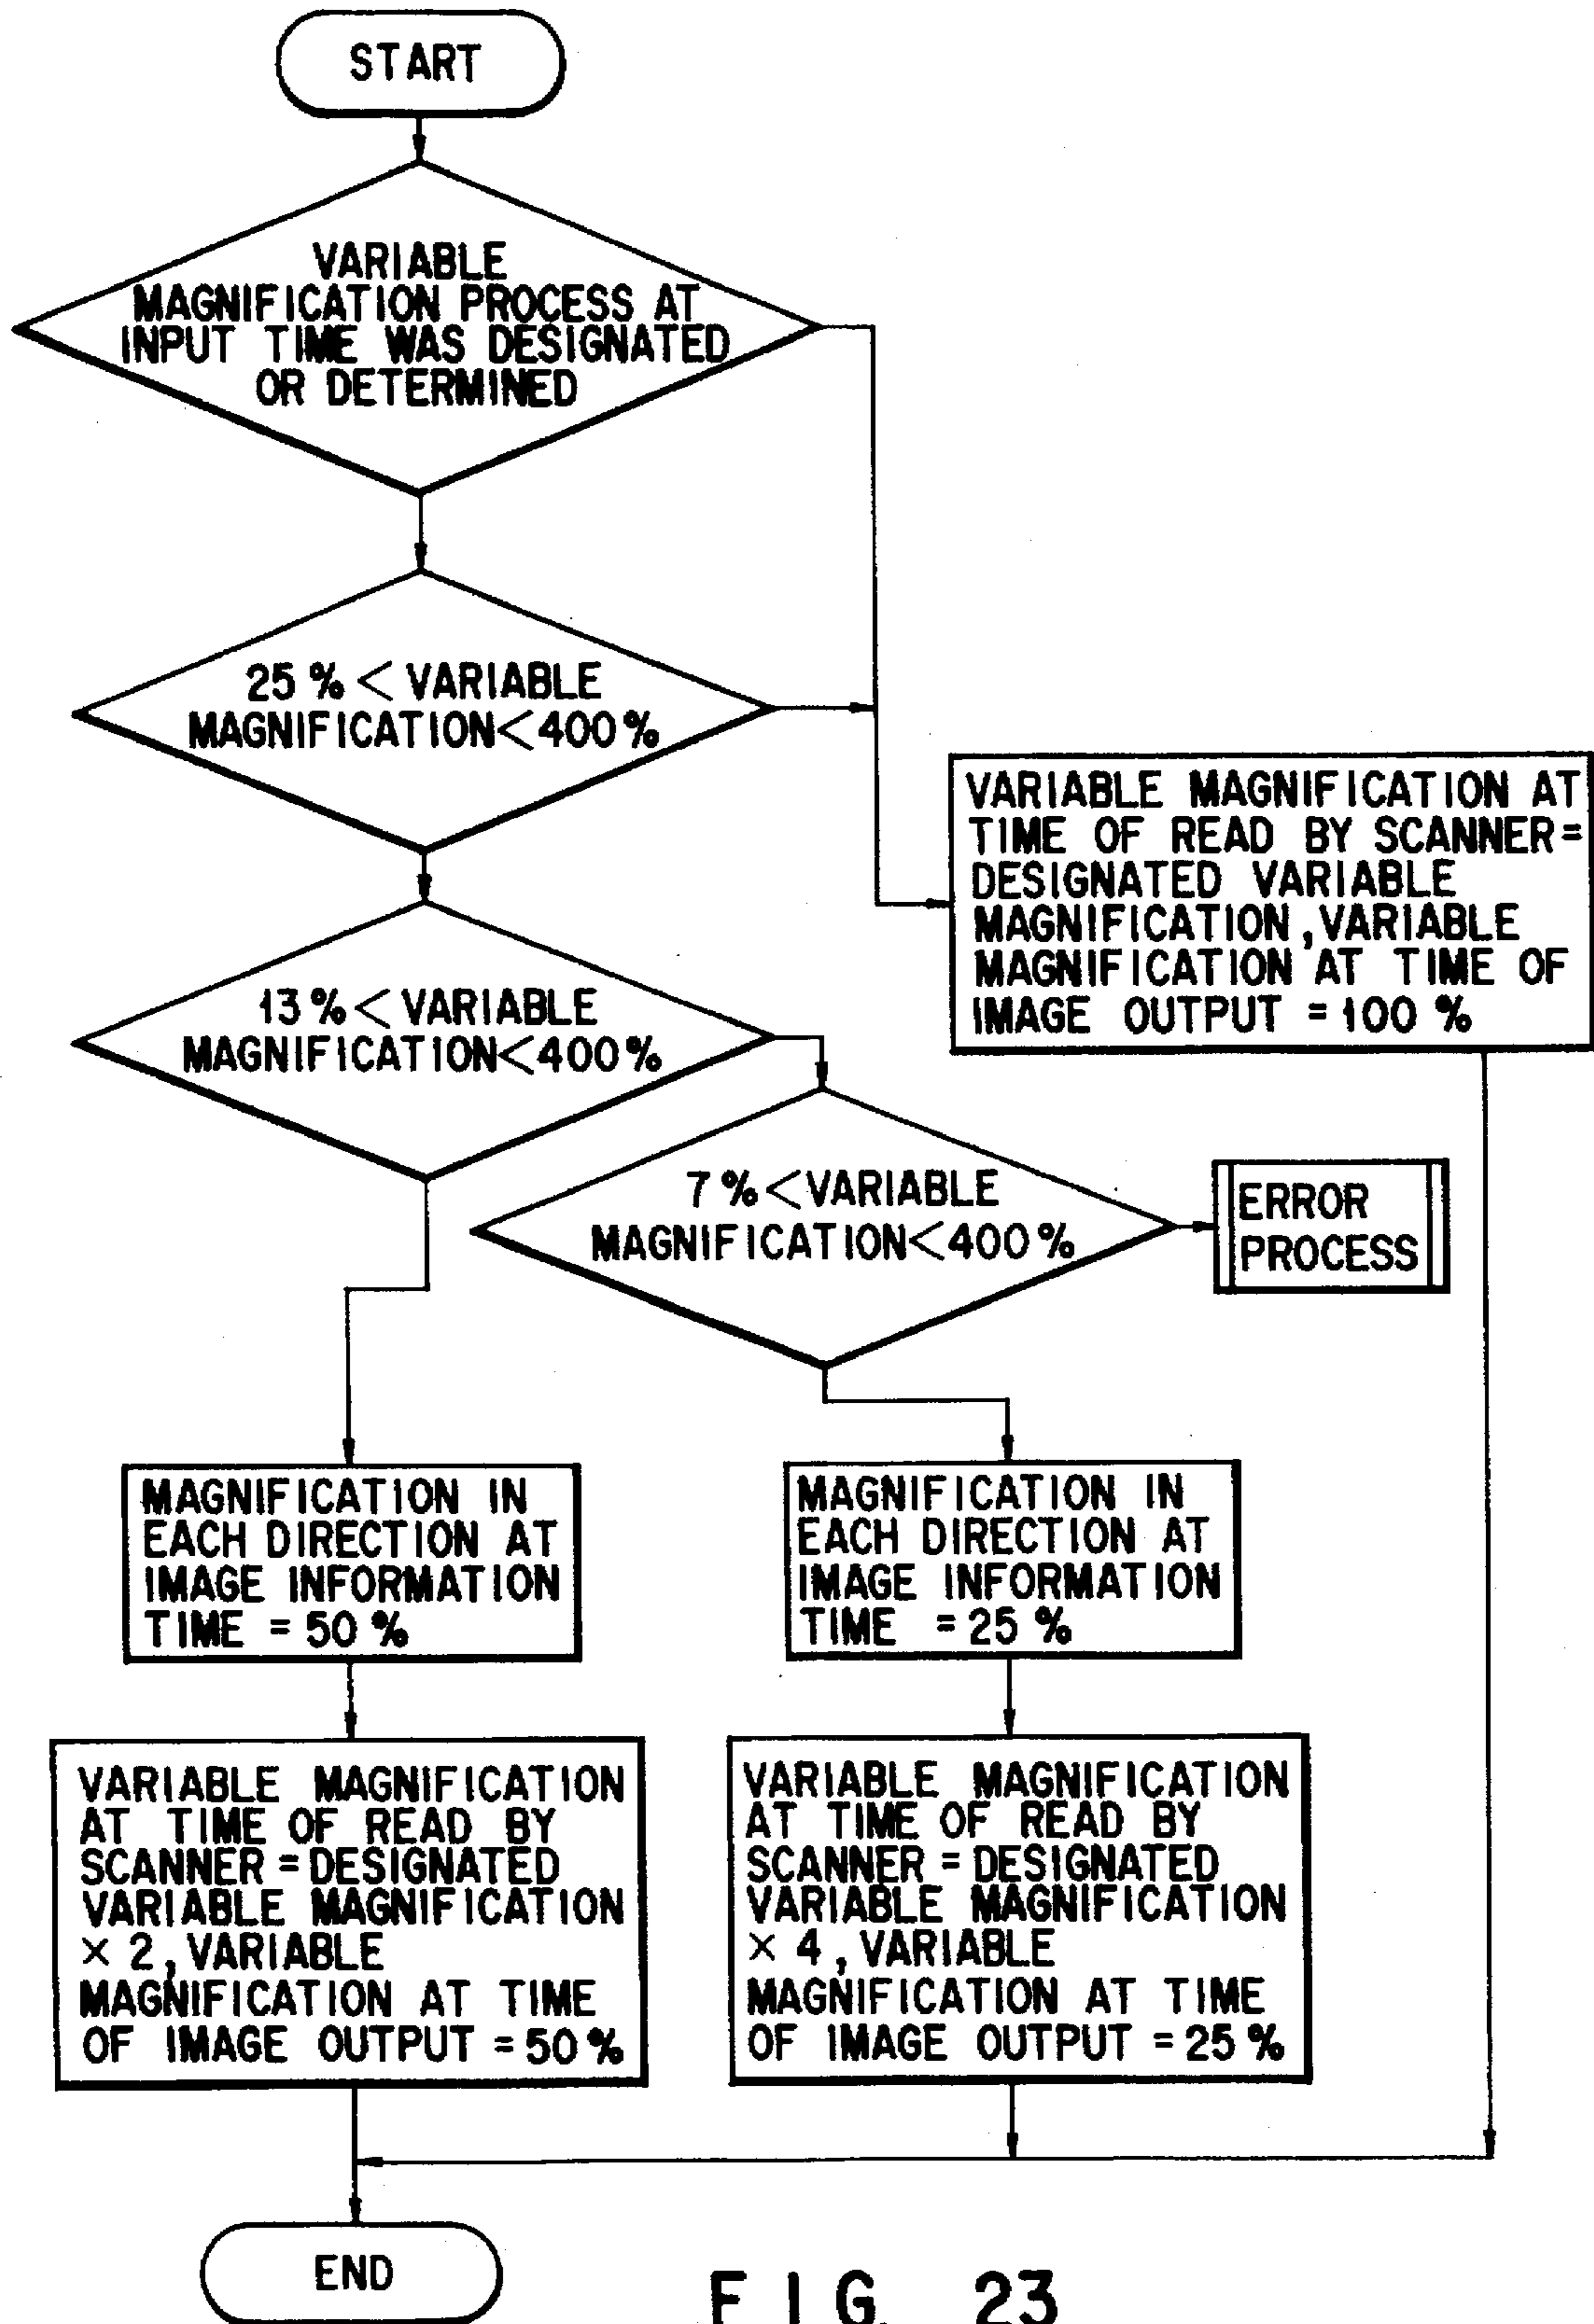 START
VARIABLE
MAGNIFICATION PROCESS AT
INPUT TIME WAS DESIGNATED
OR DETERMINED
25 % < VARIABLE
MAGNIFICATION < 400 %
VARIABLE MAGNIFICATION AT
TIME OF READ BY SCANNER =
DESIGNATED VARIABLE
MAGNIFICATION , VARIABLE
MAGNIFICATION AT TIME OF
IMAGE OUTPUT = 100 %
13 % < VARIABLE
MAGNIFICATION < 400 %
7 % < VARIABLE
MAGNIFICATION < 400 %
ERROR
PROCESS
MAGNIFICATION IN
EACH DIRECTION AT
IMAGE INFORMATION
TIME = 50 %
MAGNIFICATION IN
EACH DIRECTION AT
IMAGE INFORMATION
TIME = 25 %
VARIABLE MAGNIFICATION
AT TIME OF READ BY
SCANNER = DESIGNATED
VARIABLE MAGNIFICATION
× 2 , VARIABLE
MAGNIFICATION AT TIME
OF IMAGE OUTPUT = 50 %
VARIABLE MAGNIFICATION
AT TIME OF READ BY
SCANNER = DESIGNATED
VARIABLE MAGNIFICATION
× 4 , VARIABLE
MAGNIFICATION AT TIME
OF IMAGE OUTPUT = 25 %
END
FIG. 23